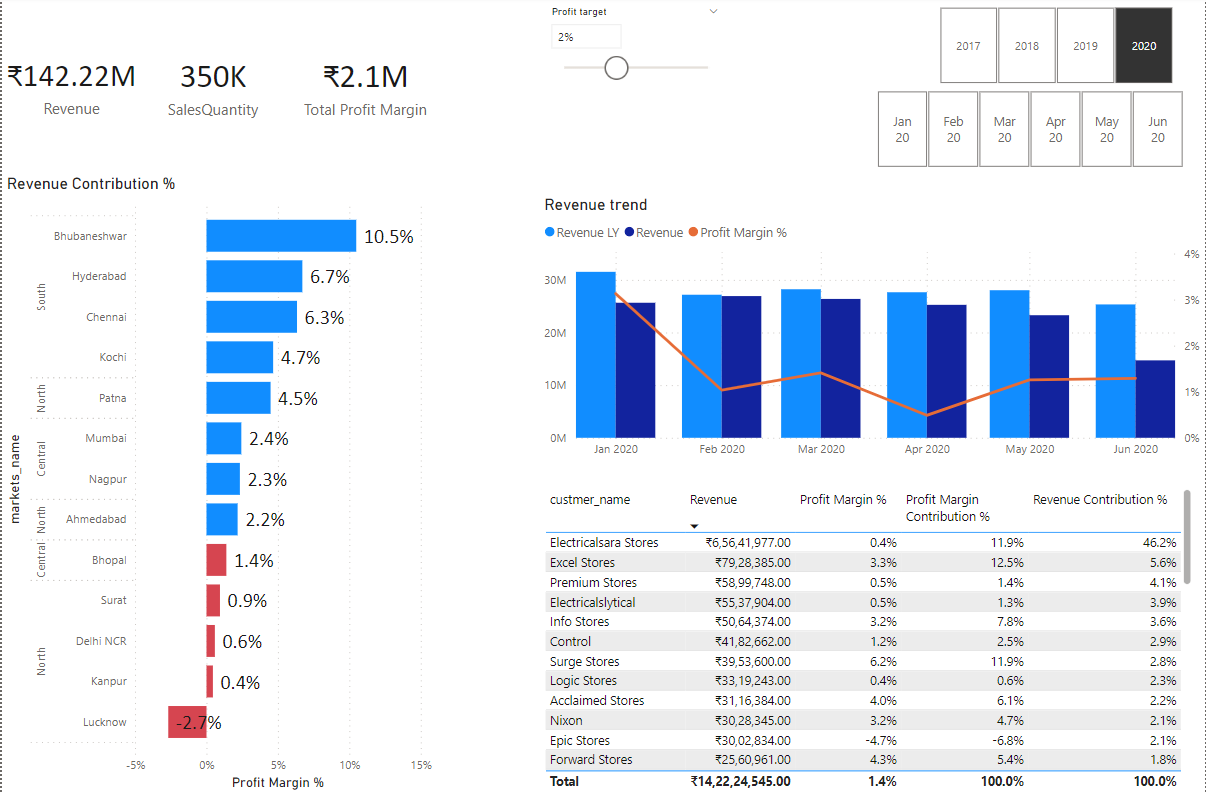 Profit target
2%
2017 2018 2019 2020
₹142.22M 350K ₹2.1M
Revenue SalesQuantity Total Profit Margin
Jan Feb Mar Apr May Jun
20 20 20 20 20 20
Revenue Contribution %
markets_name
South
Bhubaneshwar 10.5%
Hyderabad 6.7%
Chennai 6.3%
Kochi 4.7%
North
Patna 4.5%
Central
Mumbai 2.4%
Nagpur 2.3%
North
Ahmedabad 2.2%
Central
Bhopal 1.4%
North
Surat 0.9%
Delhi NCR 0.6%
Kanpur 0.4%
Lucknow -2.7%
-5% 0% 5% 10% 15%
Profit Margin %
Revenue trend
Revenue LY Revenue Profit Margin %
30M
20M
10M
0M
4%
3%
2%
1%
0%
Jan 2020 Feb 2020 Mar 2020 Apr 2020 May 2020 Jun 2020
custmer_name Revenue Profit Margin % Profit Margin Contribution % Revenue Contribution %
Electricalsara Stores ₹6,56,41,977.00 0.4% 11.9% 46.2%
Excel Stores ₹79,28,385.00 3.3% 12.5% 5.6%
Premium Stores ₹58,99,748.00 0.5% 1.4% 4.1%
Electricalslytical ₹55,37,904.00 0.5% 1.3% 3.9%
Info Stores ₹50,64,374.00 3.2% 7.8% 3.6%
Control ₹41,82,662.00 1.2% 2.5% 2.9%
Surge Stores ₹39,53,600.00 6.2% 11.9% 2.8%
Logic Stores ₹33,19,243.00 0.4% 0.6% 2.3%
Acclaimed Stores ₹31,16,384.00 4.0% 6.1% 2.2%
Nixon ₹30,28,345.00 3.2% 4.7% 2.1%
Epic Stores ₹30,02,834.00 -4.7% -6.8% 2.1%
Forward Stores ₹25,60,961.00 4.3% 5.4% 1.8%
Total ₹14,22,24,545.00 1.4% 100.0% 100.0%